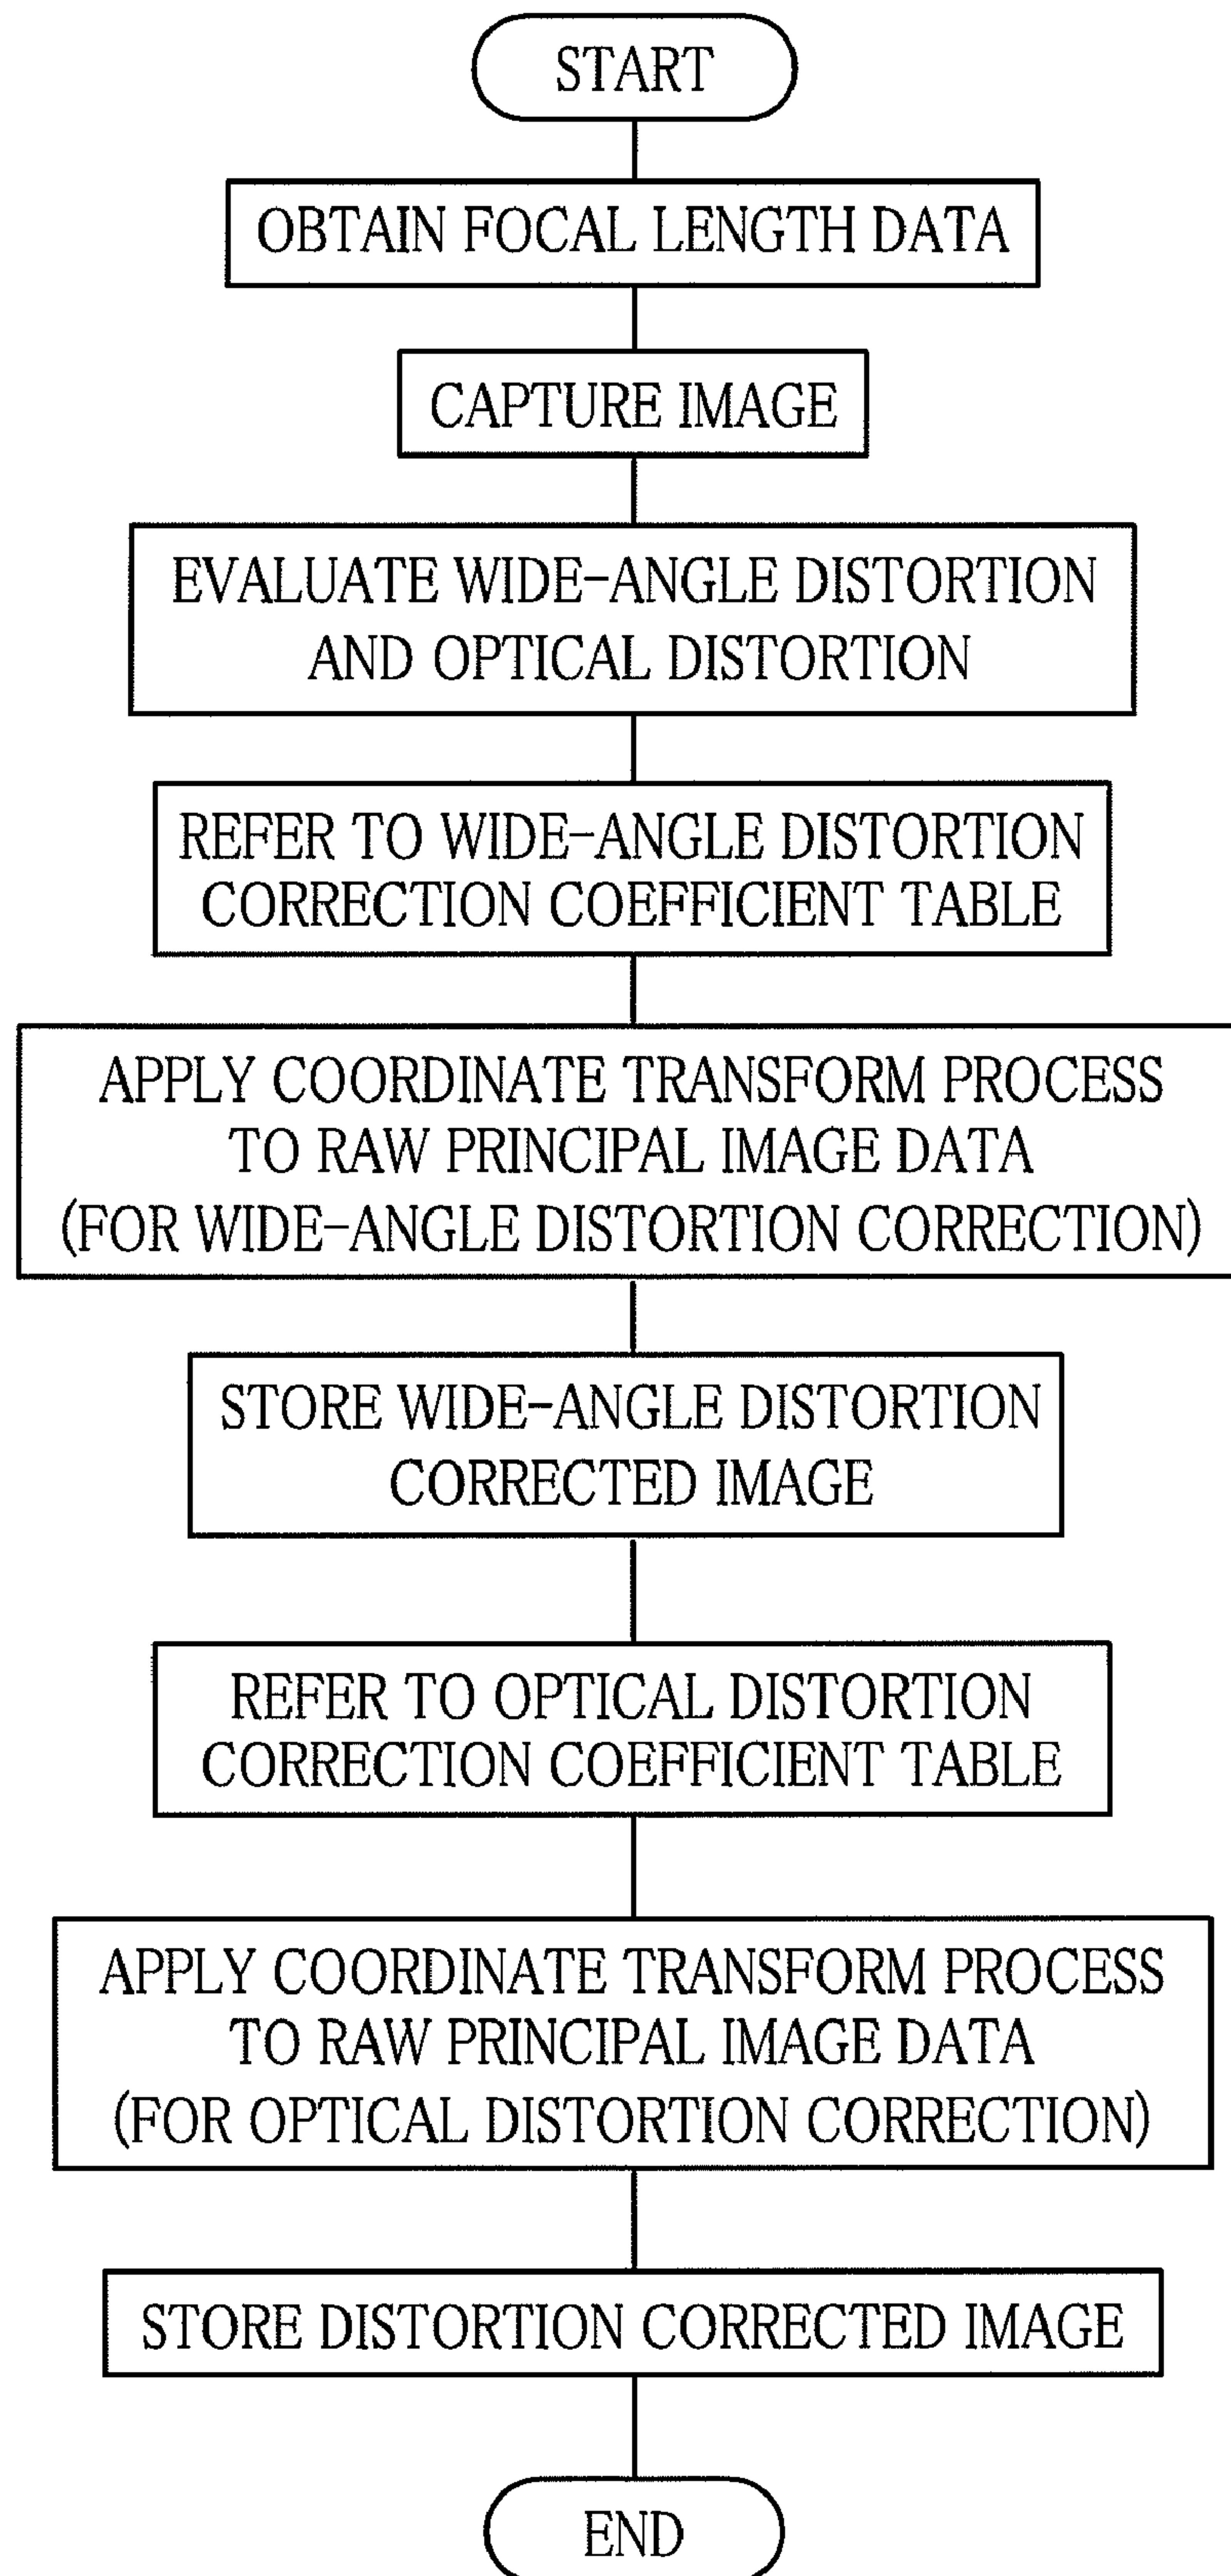 START
OBTAIN FOCAL LENGTH DATA
CAPTURE IMAGE
EVALUATE WIDE-ANGLE DISTORTION
AND OPTICAL DISTORTION
REFER TO WIDE-ANGLE DISTORTION
CORRECTION COEFFICIENT TABLE
APPLY COORDINATE TRANSFORM PROCESS
TO RAW PRINCIPAL IMAGE DATA
(FOR WIDE-ANGLE DISTORTION CORRECTION)
STORE WIDE-ANGLE DISTORTION
CORRECTED IMAGE
REFER TO OPTICAL DISTORTION
CORRECTION COEFFICIENT TABLE
APPLY COORDINATE TRANSFORM PROCESS
TO RAW PRINCIPAL IMAGE DATA
(FOR OPTICAL DISTORTION CORRECTION)
STORE DISTORTION CORRECTED IMAGE
END